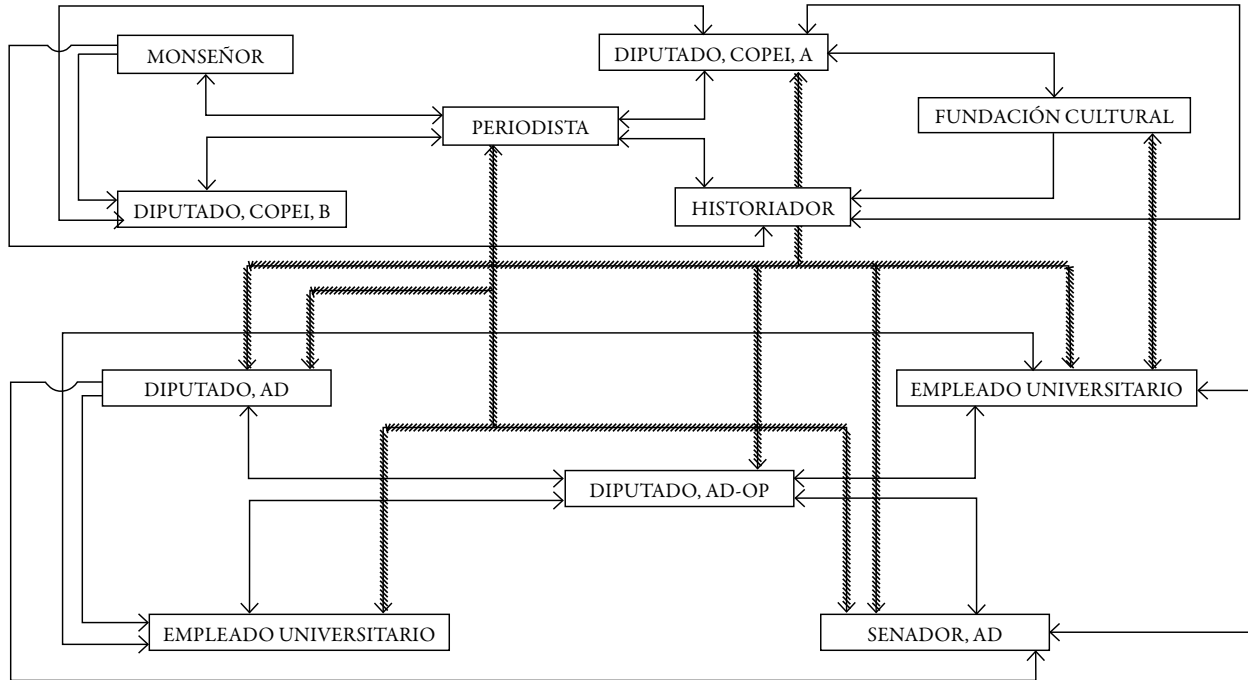 MONSEÑOR
DIPUTADO, COPEI, A
FUNDACIÓN CULTURAL
PERIODISTA
DIPUTADO, COPEI, B
HISTORIADOR
DIPUTADO, AD
EMPLEADO UNIVERSITARIO
DIPUTADO, AD-OP
EMPLEADO UNIVERSITARIO
SENADOR, AD